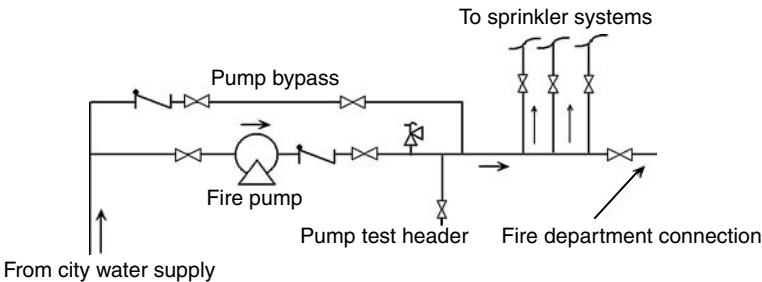 To sprinkler systems
Pump bypass
Fire pump
Pump test header
Fire department connection
From city water supply